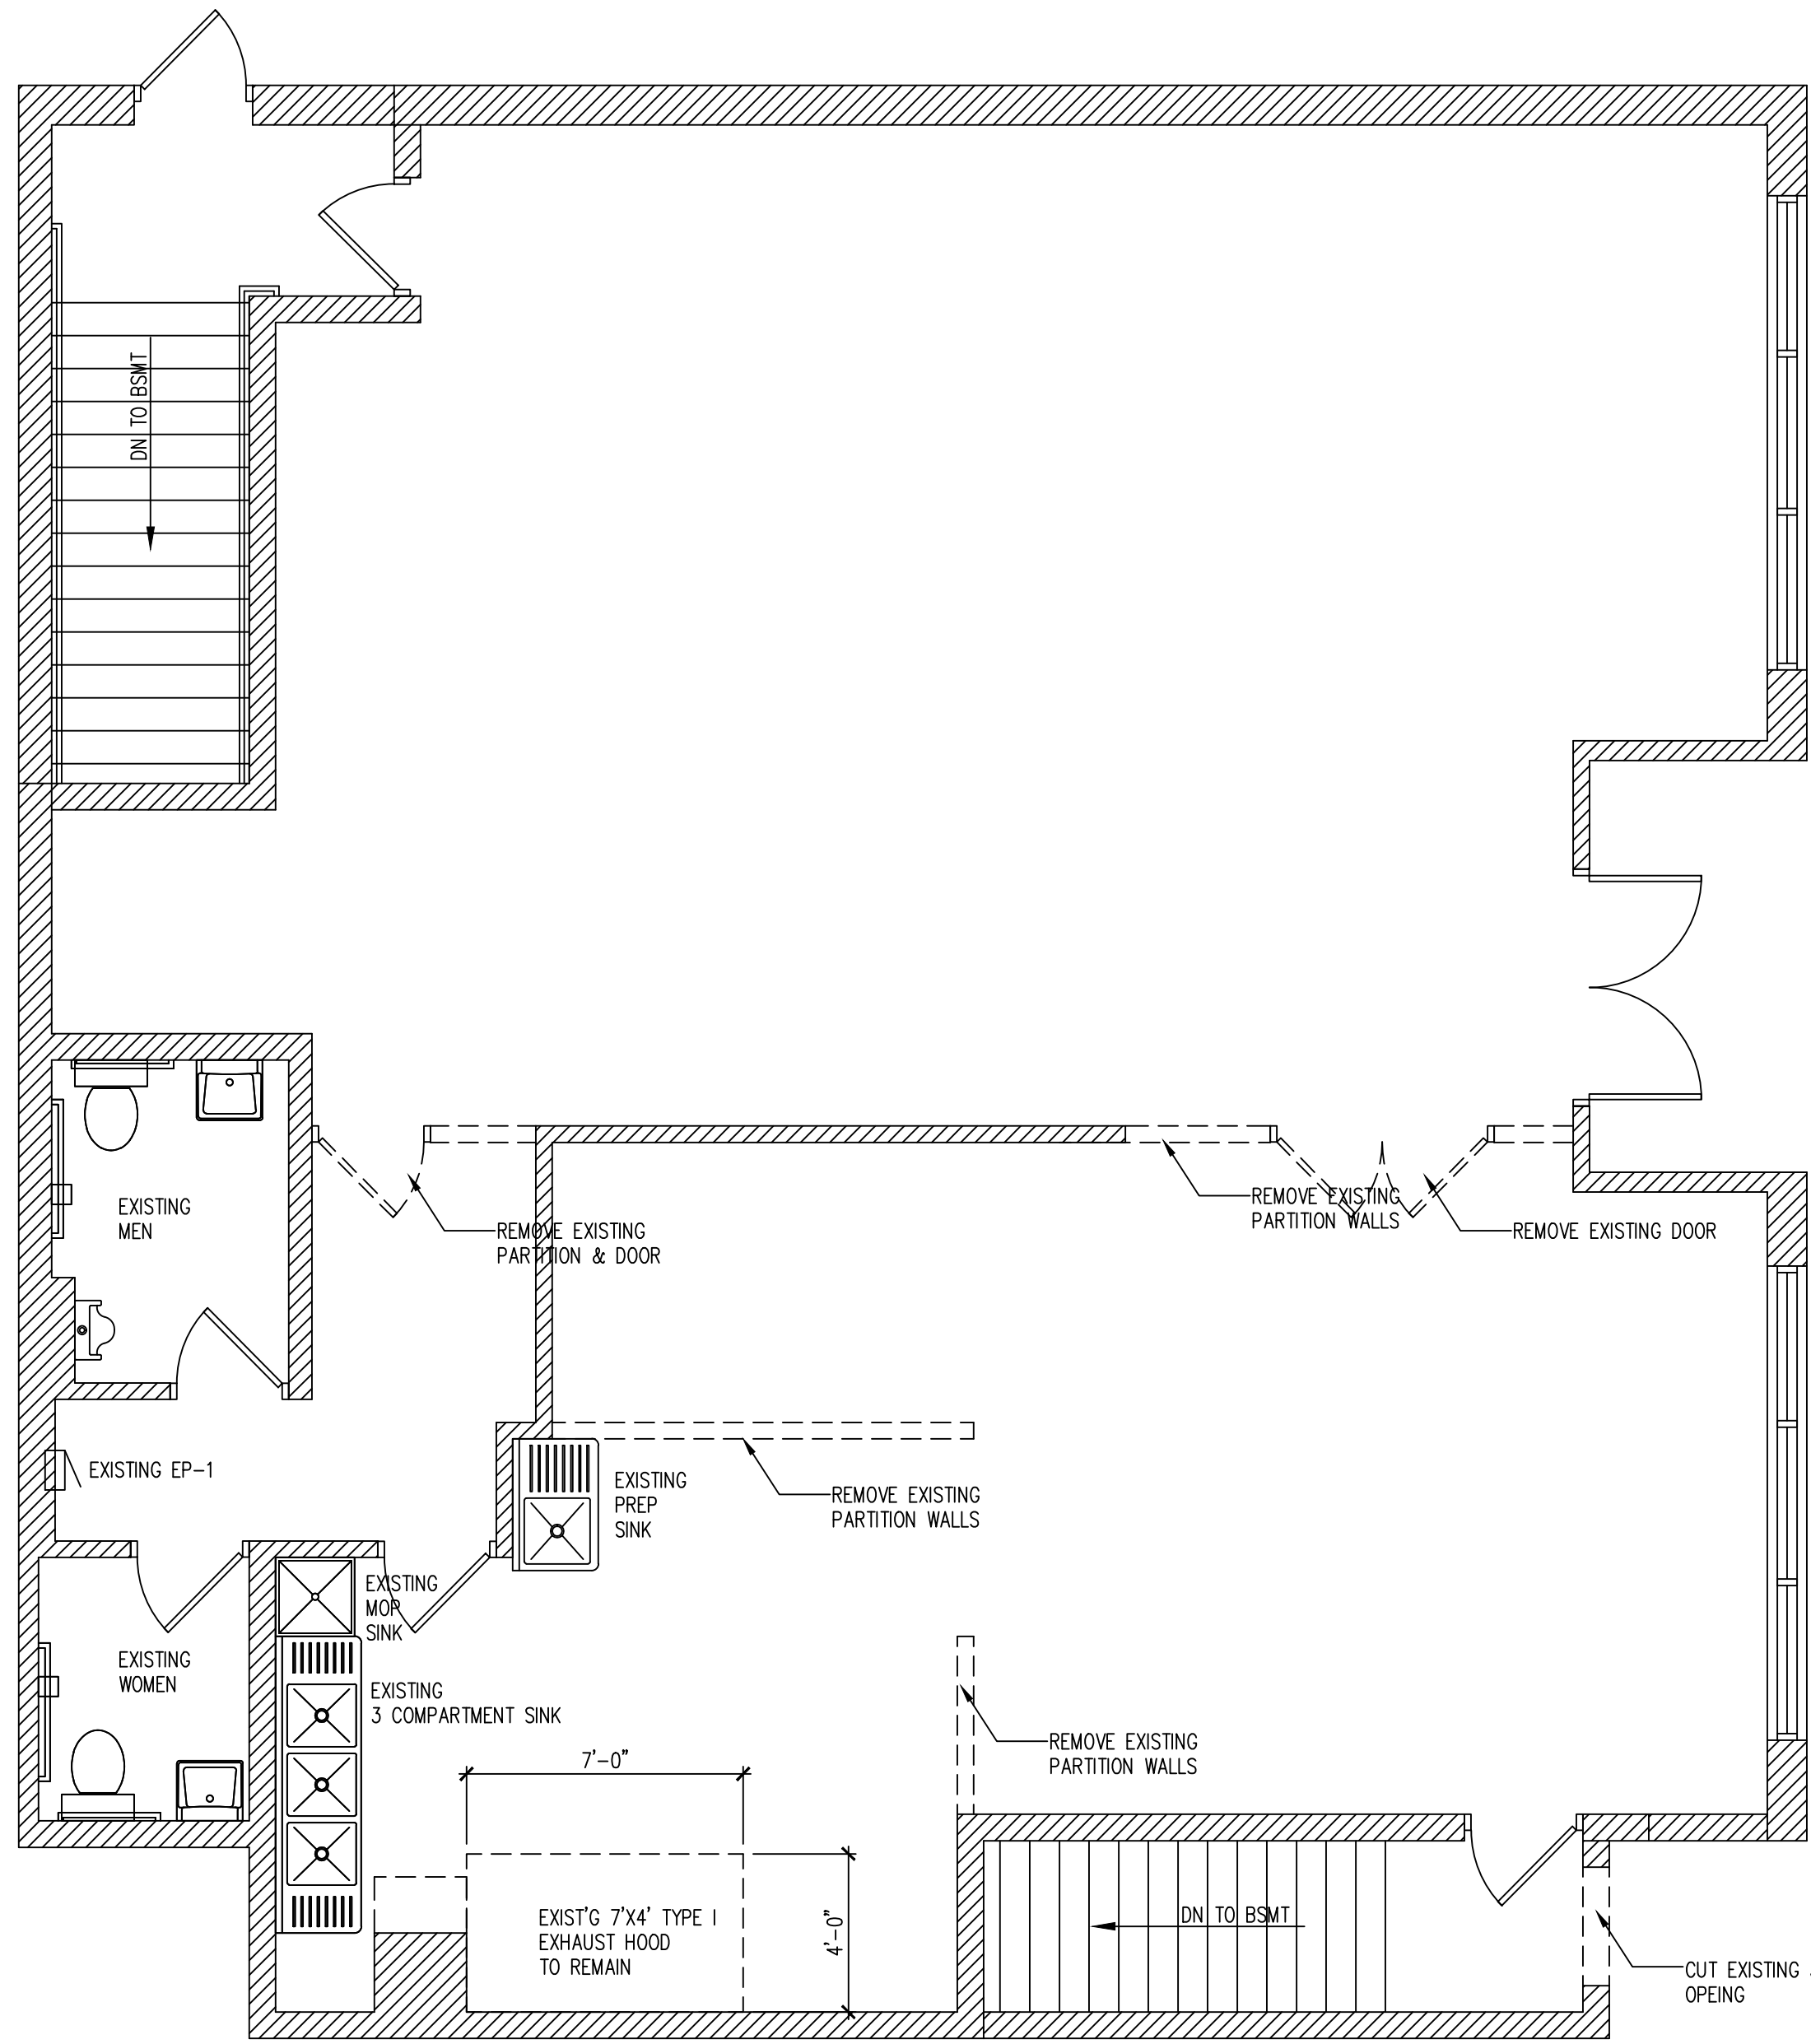 DN TO BSMT
EXISTING
MEN
REMOVE EXISTING
PARTITION & DOOR
REMOVE EXISTING
PARTITION WALLS
REMOVE EXISTING DOOR
EXISTING EP-1
EXISTING
PREP
SINK
REMOVE EXISTING
PARTITION WALLS
EXISTING
MOP
SINK
EXISTING
WOMEN
EXISTING
3 COMPARTMENT SINK
REMOVE EXISTING
PARTITION WALLS
7'-0"
4'-0"
EXIST'G 7'X4' TYPE I
EXHAUST HOOD
TO REMAIN
DN TO BSMT
CUT EXISTING
OPEING